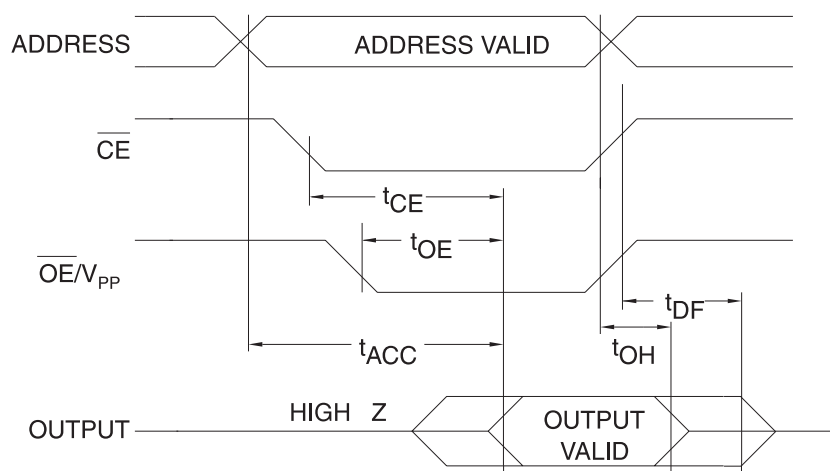 ADDRESS
ADDRESS VALID
CE
tCE
tOE
OE/VPP
tDF
tACC
tOH
HIGH Z
OUTPUT
OUTPUT
VALID